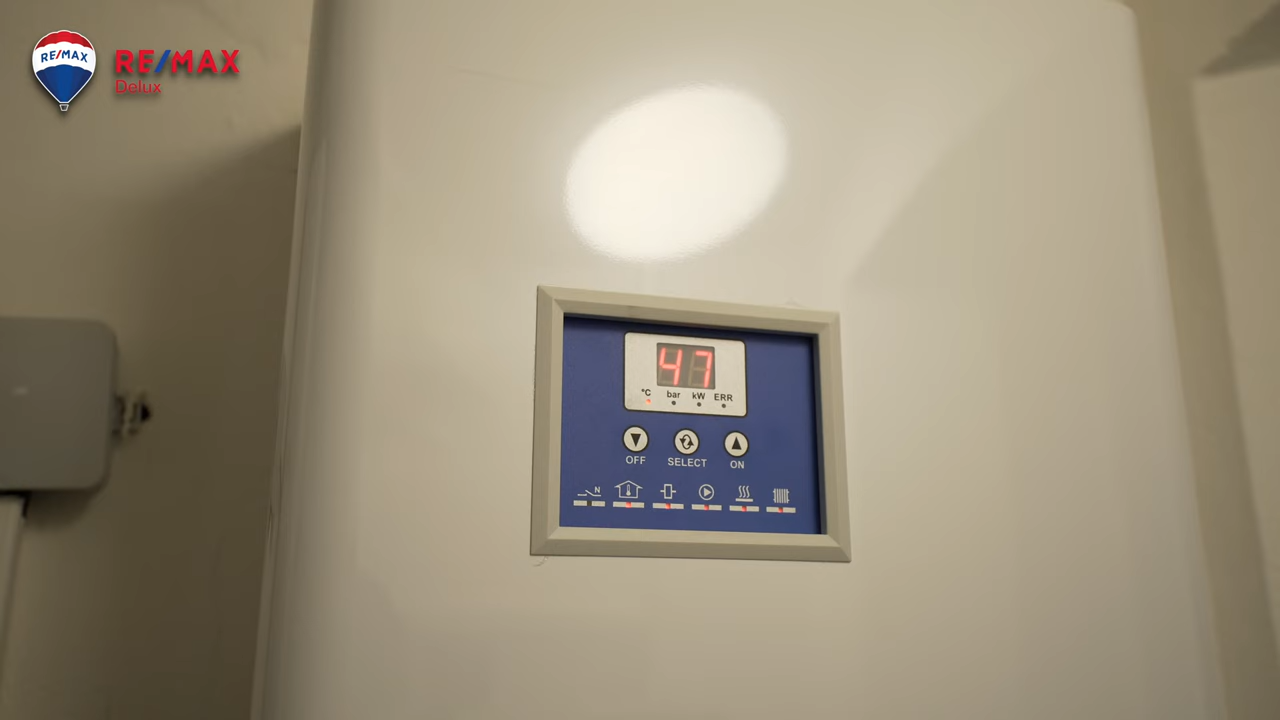 RE/MAX
RE/MAX
Delux
47
°C bar kW ERR
OFF SELECT ON
N